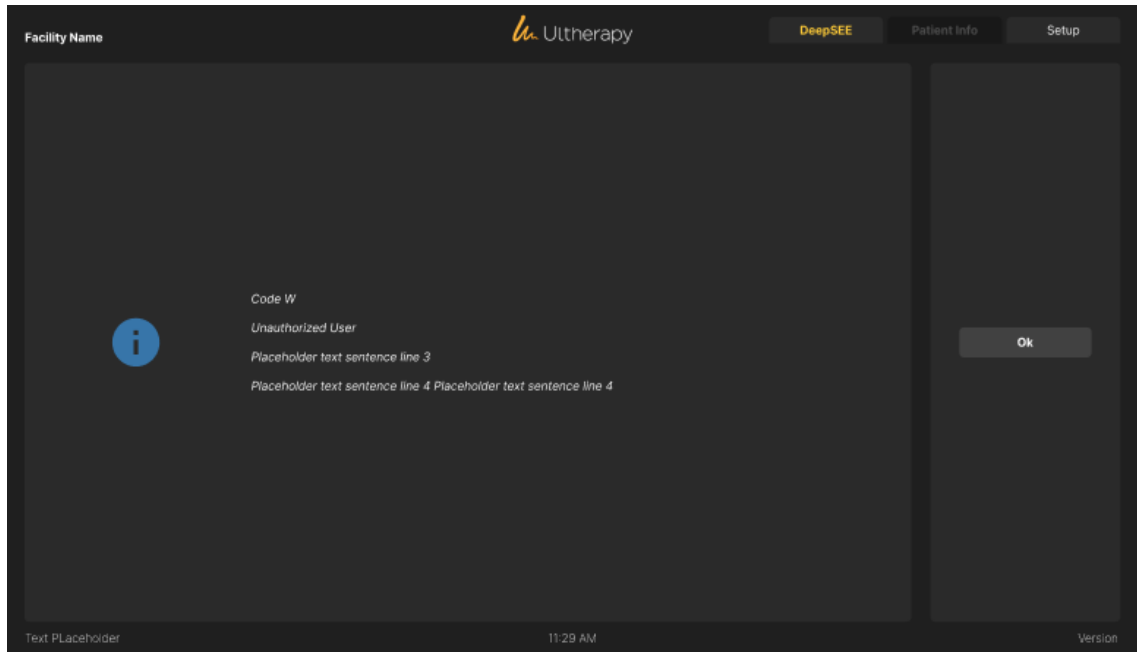 Facility Name
Ultherapy
DeepSEE
Patient Info
Setup
Code W
Unauthorized User
Placeholder text sentence line 3
Placeholder text sentence line 4 Placeholder text sentence line 4
i
Ok
Text PLaceholder
11:29 AM
Version